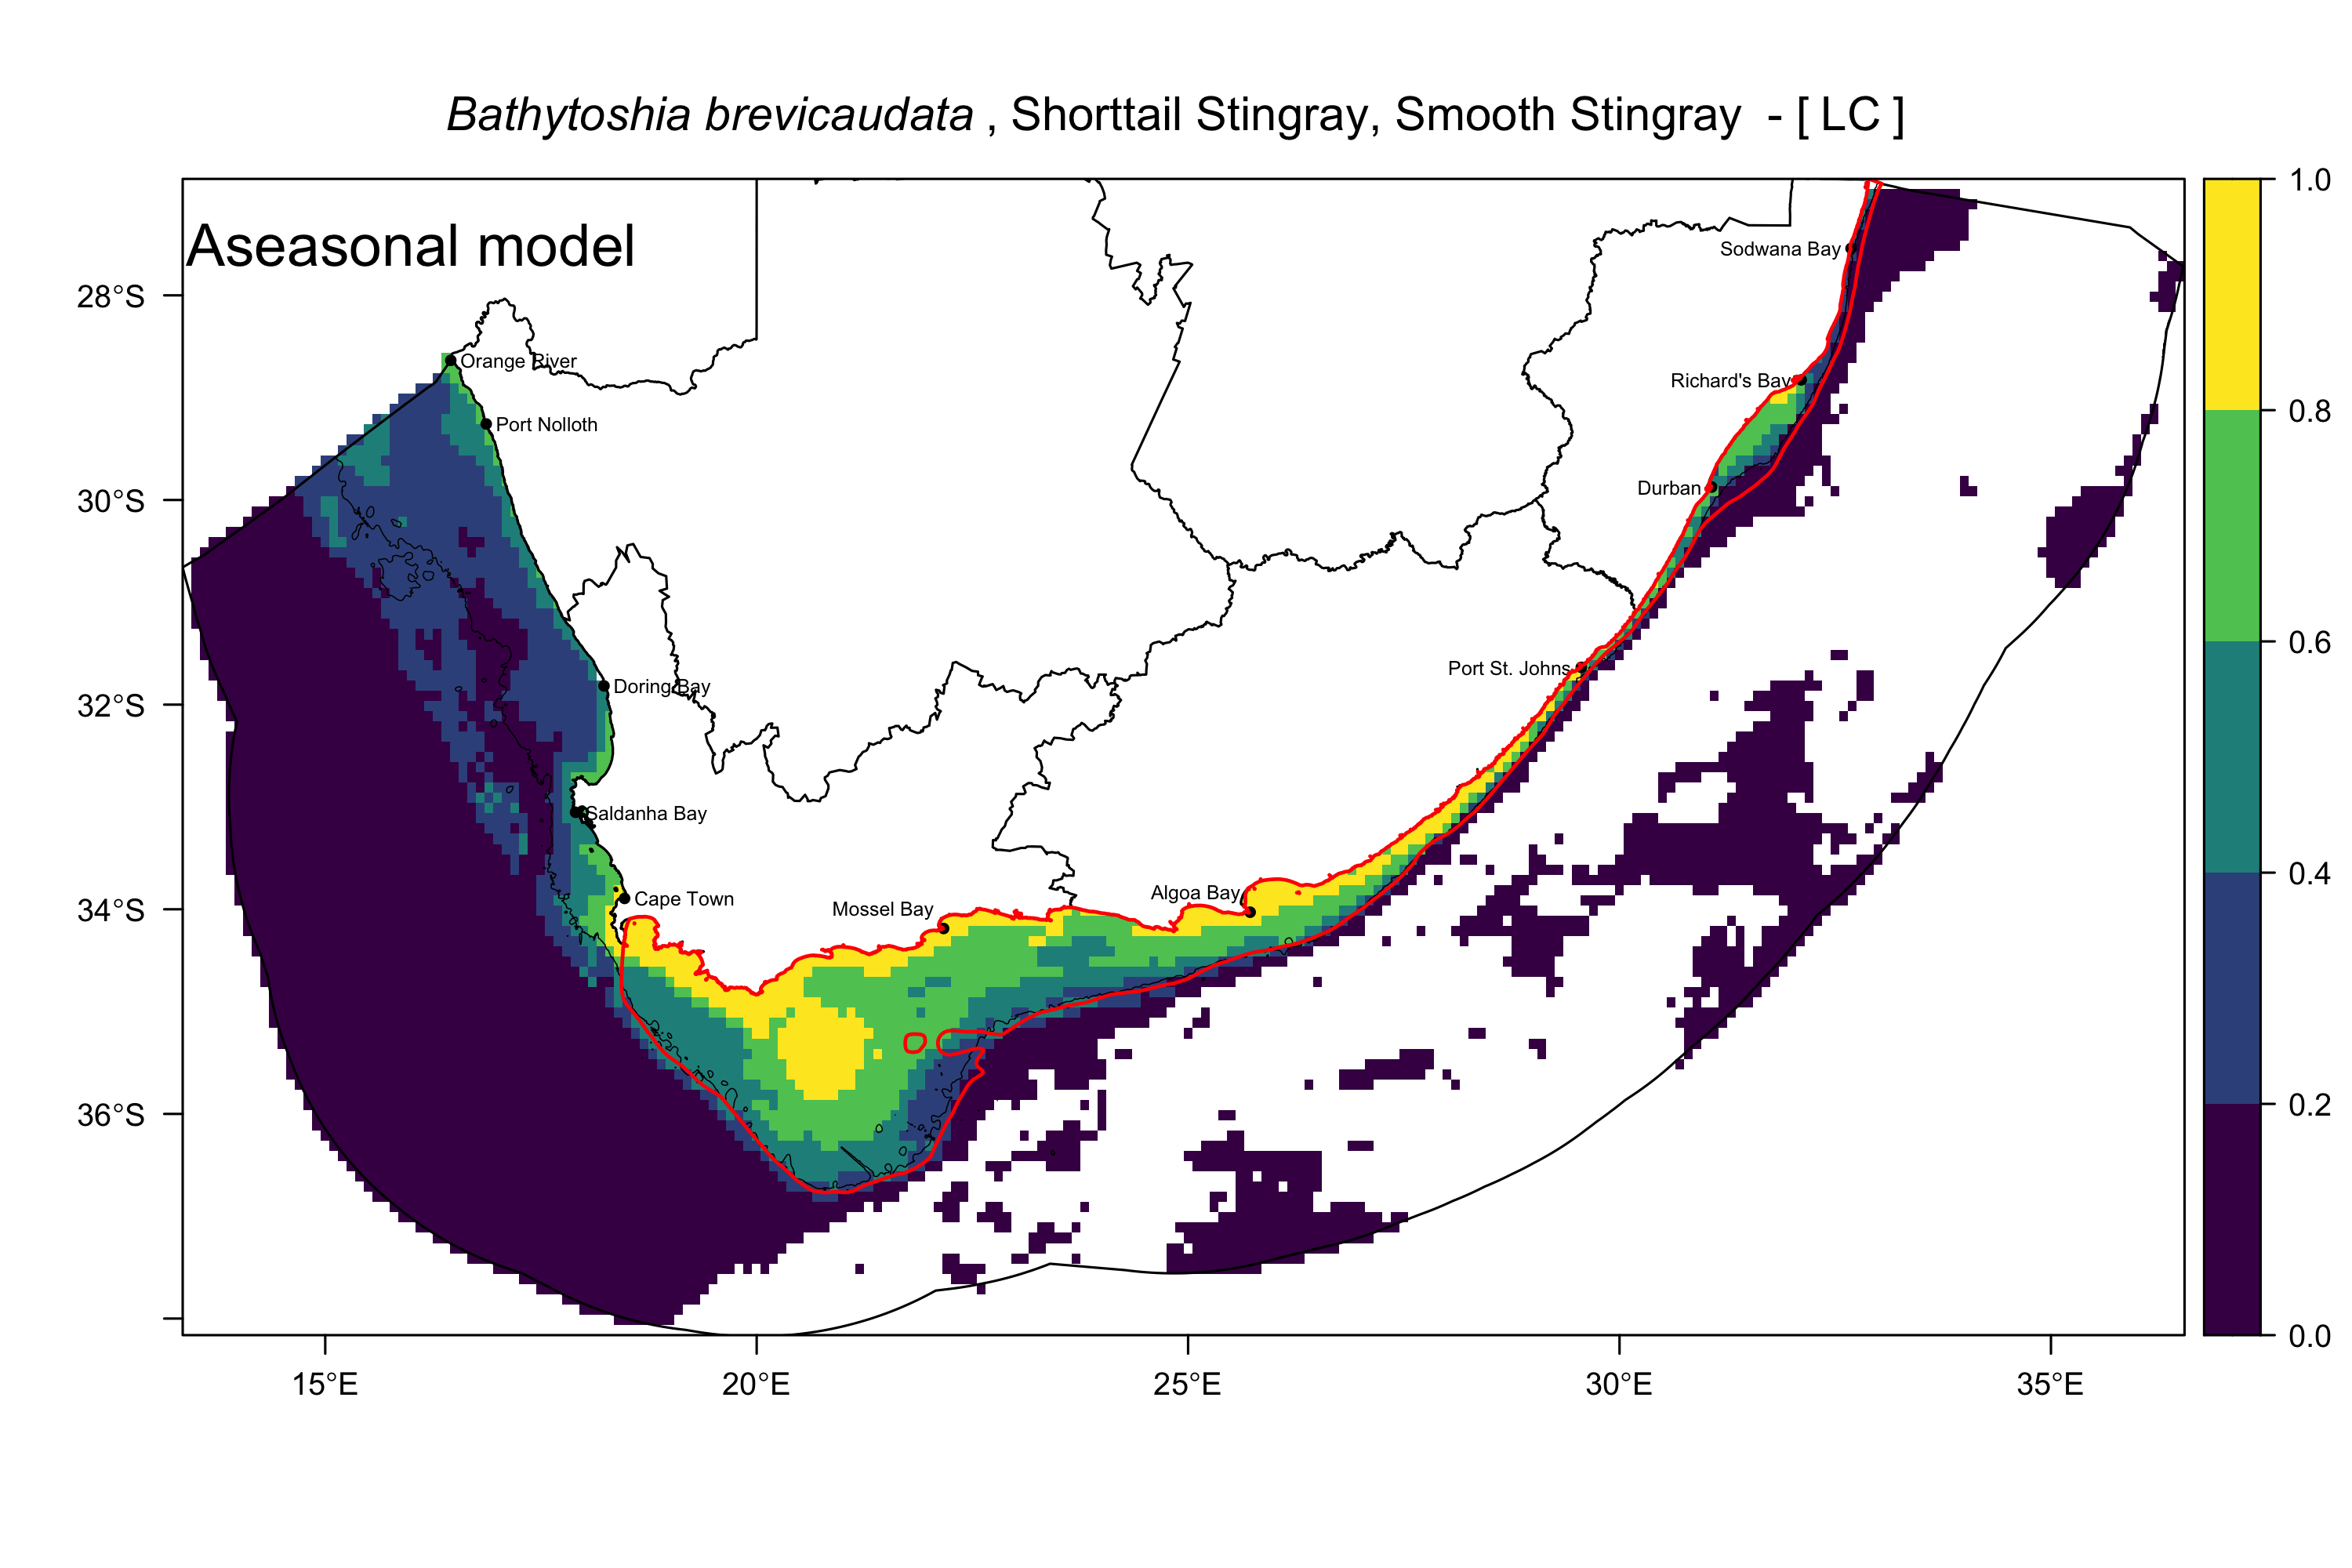 Bathytoshia brevicaudata , Shorttail Stingray, Smooth Stingray - [ LC ]
Aseasonal model
1.0
0.8
0.6
0.4
0.2
0.0
28°S
30°S
32°S
34°S
36°S
15°E
20°E
25°E
30°E
35°E
Sodwana Bay
Orange River
Richard's Bay
Port Nolloth
Durban
Port St. Johns
Doring Bay
Saldanha Bay
Algoa Bay
Cape Town
Mossel Bay